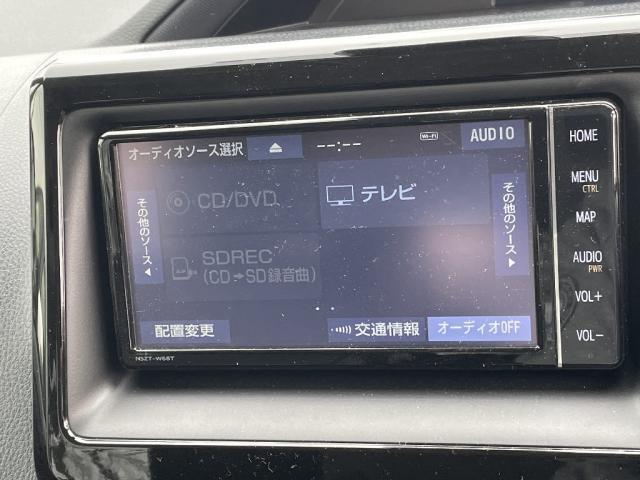 オーディオソース選択
--:--
Wi-Fi
AUDIO
CD/DVD
テレビ
その他のソース
その他のソース
SDREC
(CD→SD録音曲)
配置変更
交通情報
オーディオOFF
NSZT-W68T
HOME
MENU
CTRL
MAP
AUDIO
PWR
VOL+
VOL-